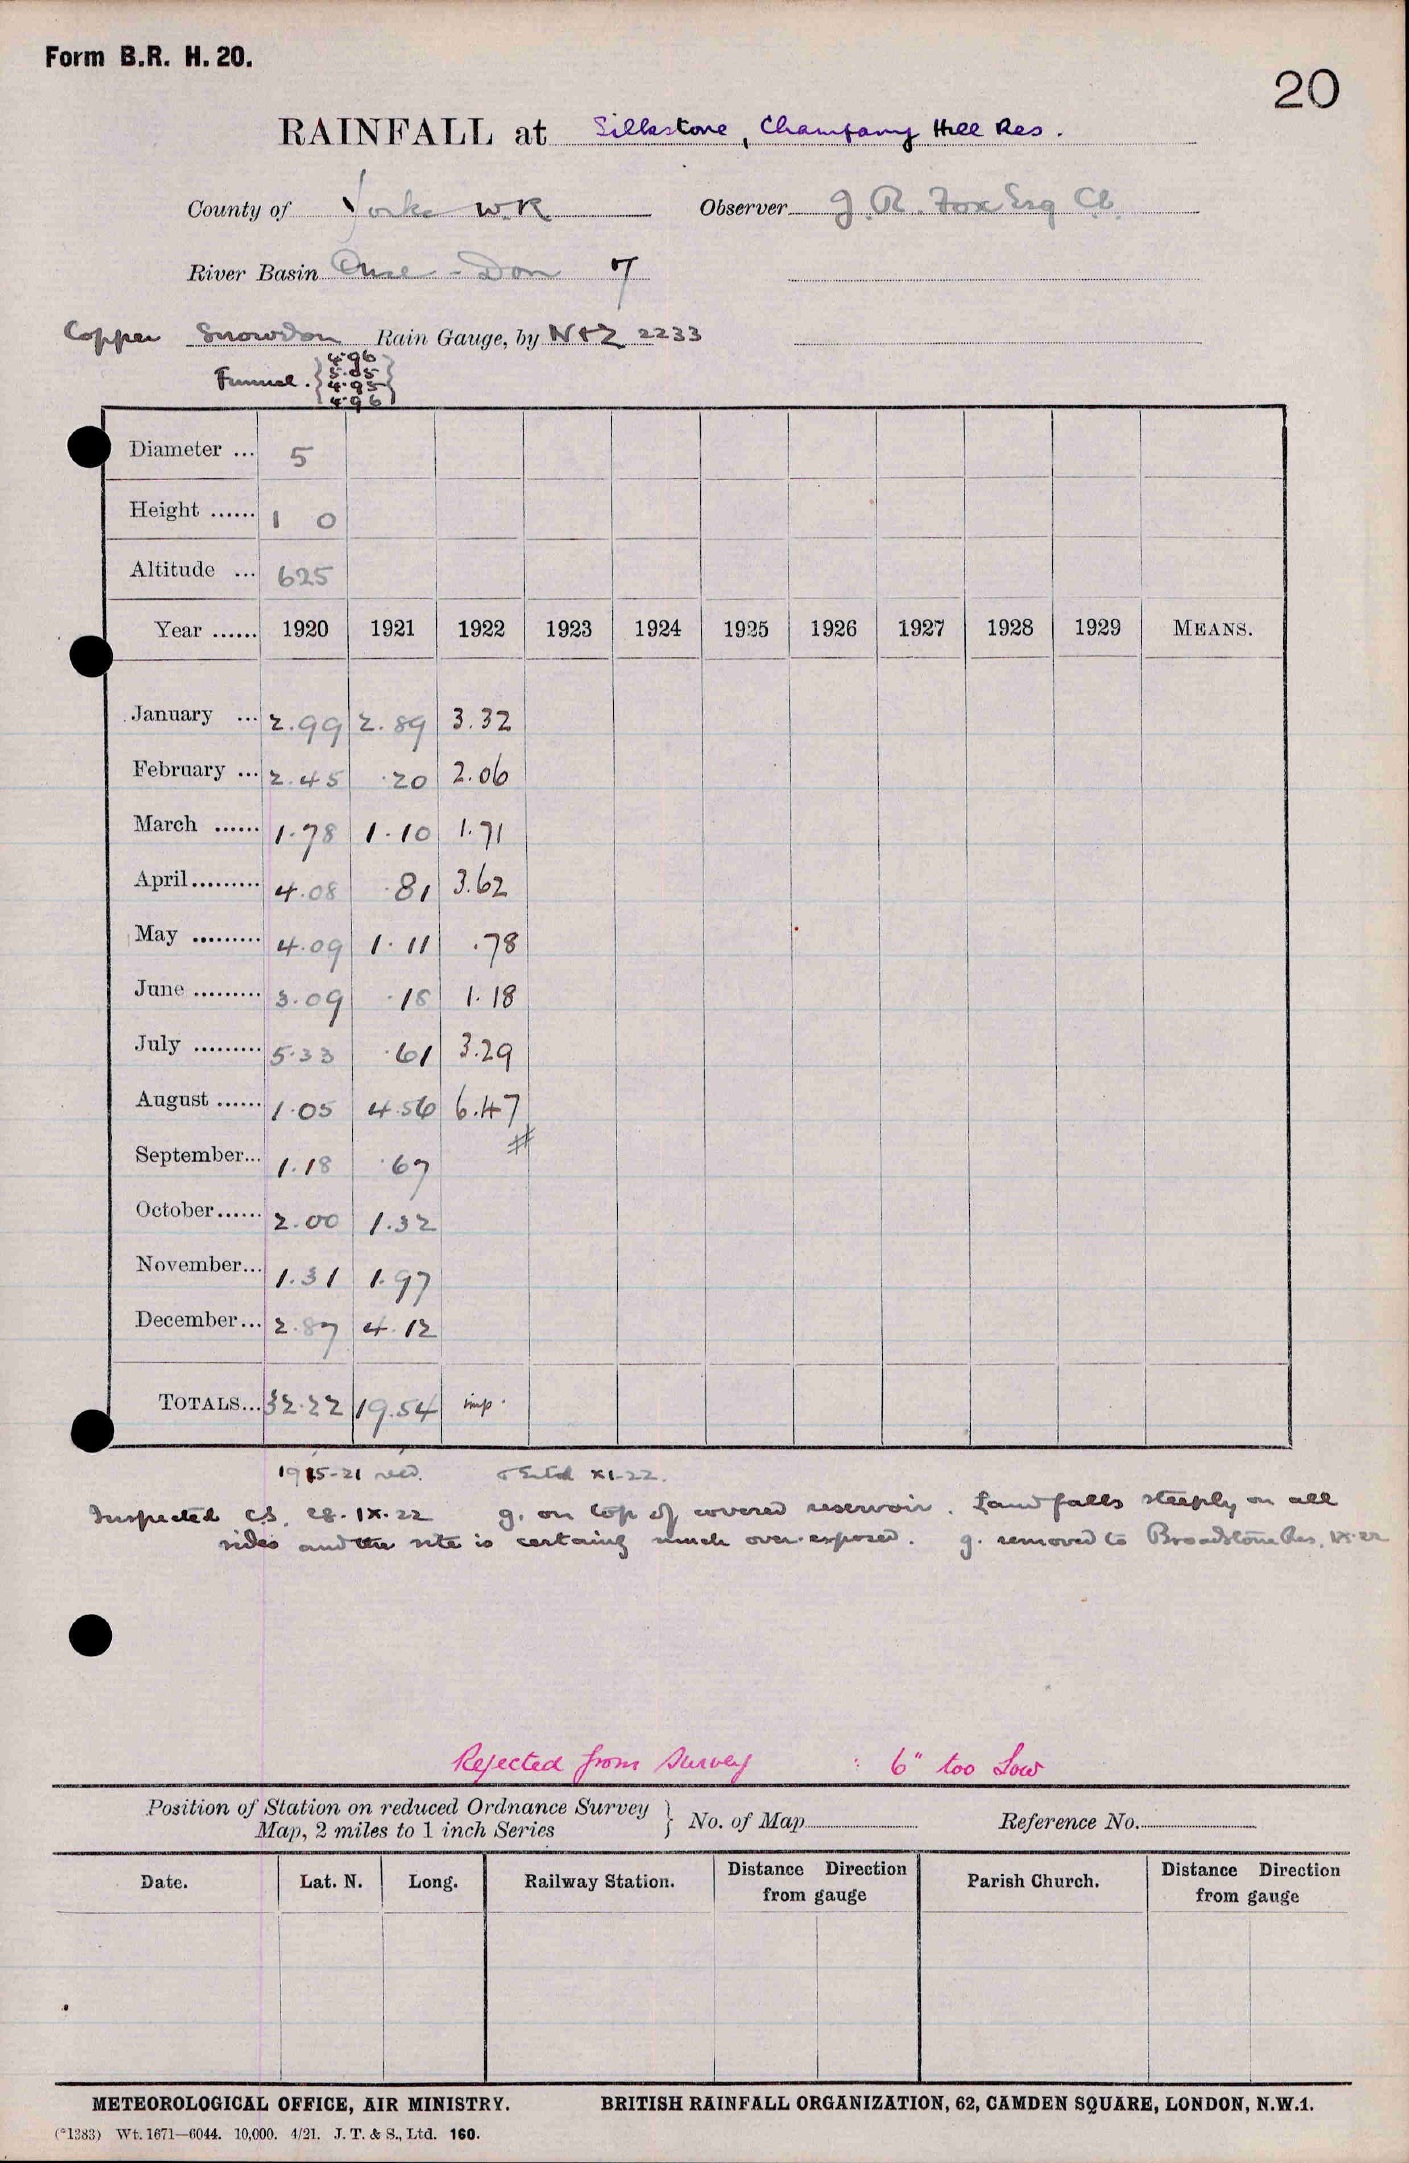 Form B.R. H. 20.
20
RAINFALL at Silkstone, Champany Hill Res.
County of Yorks W.R. Observer J. R. Fox Esq C.E.
River Basin Ouse - Don 7
Copper Snowdon Rain Gauge, by N&Z 2233
Funnel. { 4.96 5.05 4.95 4.96 }
Diameter ... 5
Height ...... 1 0
Altitude ... 625
Year ...... 1920 1921 1922 1923 1924 1925 1926 1927 1928 1929 MEANS.
January ... 2.99 2.89 3.32
February ... 2.45 .20 2.06
March ...... 1.78 1.10 1.71
April ......... 4.08 .81 3.62
May ......... 4.09 1.11 .78
June ......... 3.09 .18 1.18
July ......... 5.33 .61 3.29
August ...... 1.05 4.56 6.47
September... 1.18 .67 #
October ...... 2.00 1.32
November... 1.31 1.97
December... 2.87 4.12
TOTALS... 32.22 19.54 imp.
1915-21 red. Entd XI-22.
Inspected C.S. 28.IX.22 g. on top of covered reservoir. Land falls steeply on all
sides and the site is certainly much over-exposed. g. removed to Broadstone Res. IX.22
Rejected from Survey : 6" too Low
Position of Station on reduced Ordnance Survey
Map, 2 miles to 1 inch Series } No. of Map Reference No.
Date. Lat. N. Long. Railway Station. Distance Direction from gauge Parish Church. Distance Direction from gauge
METEOROLOGICAL OFFICE, AIR MINISTRY. BRITISH RAINFALL ORGANIZATION, 62, CAMDEN SQUARE, LONDON, N.W.1.
(*1383) Wt. 1671—6044. 10,000. 4/21. J. T. & S., Ltd. 160.